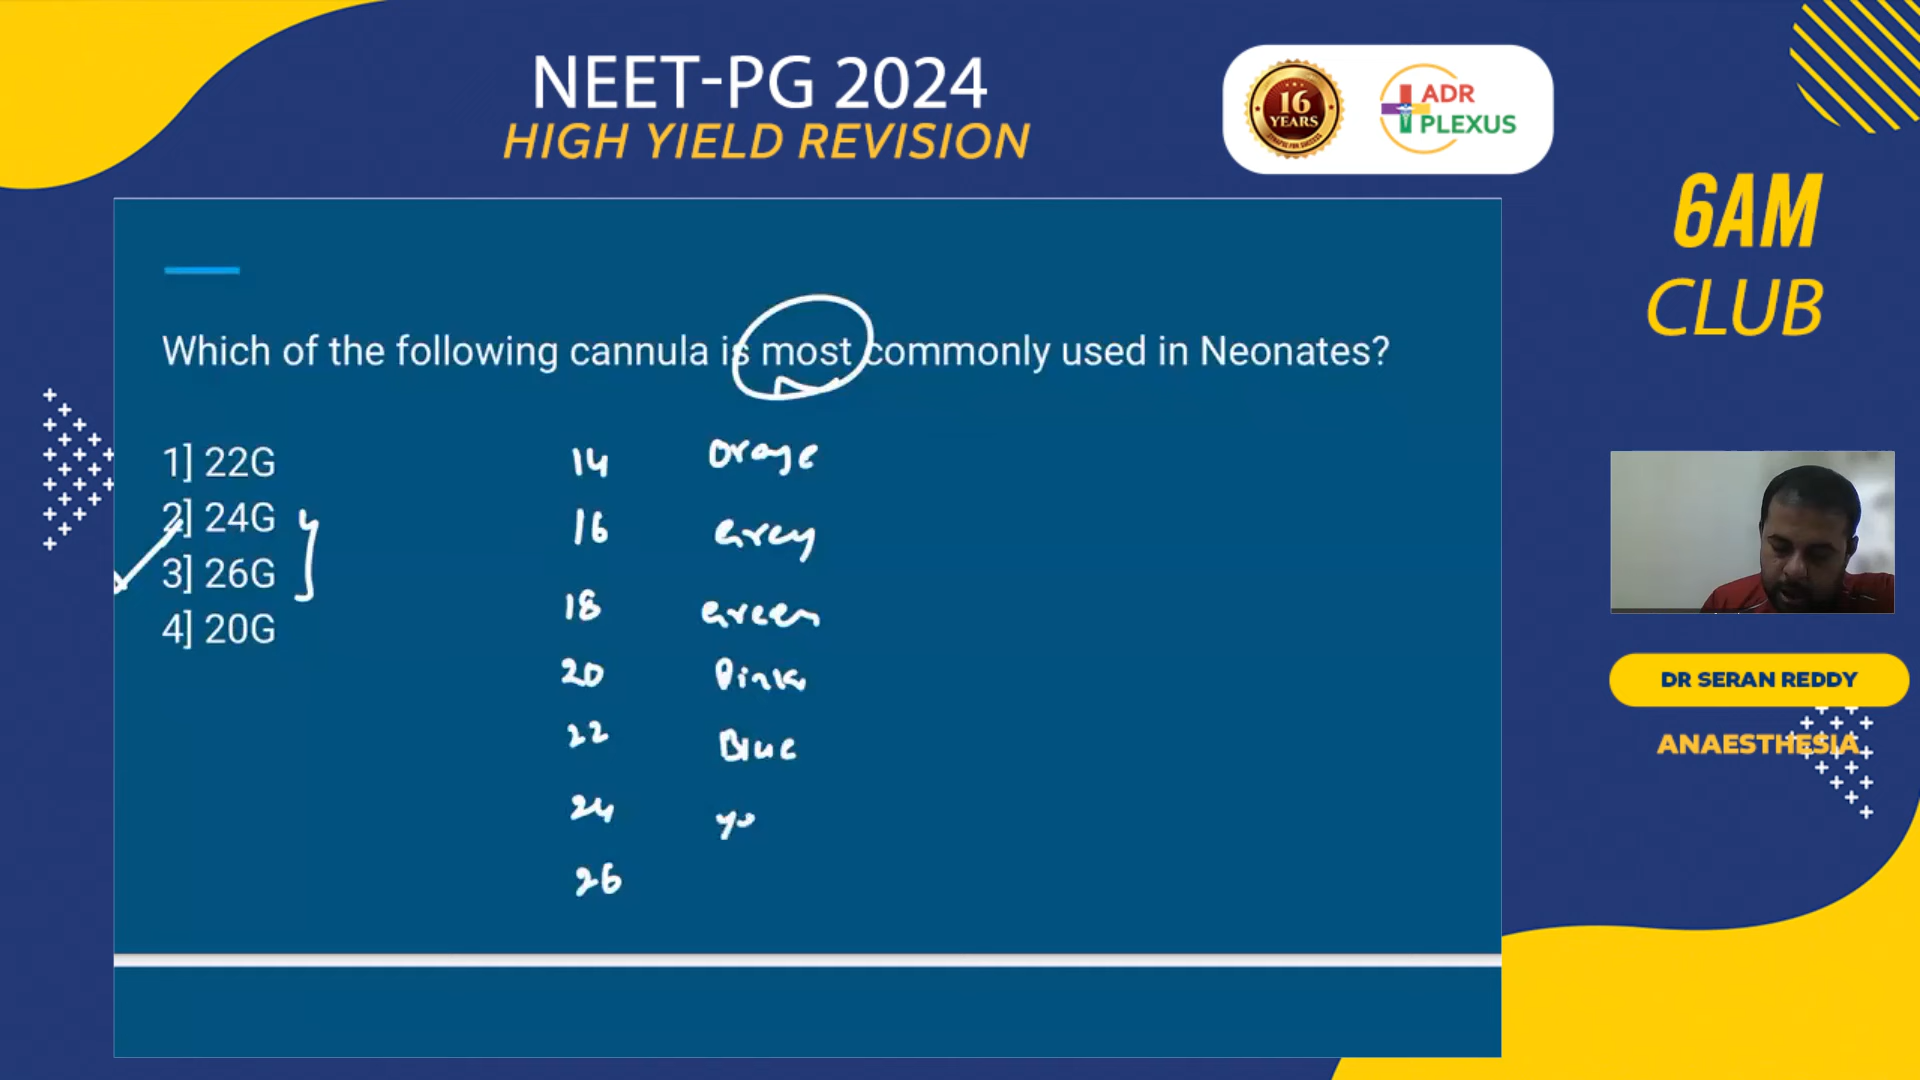 NEET-PG 2024
HIGH YIELD REVISION
16
YEARS
ADR
PLEXUS
6AM
CLUB
Which of the following cannula is most commonly used in Neonates?
1] 22G
2] 24G
3] 26G
4] 20G
14 Orange
16 Grey
18 Green
20 Pink
22 Blue
24 ye
26
DR SERAN REDDY
ANAESTHESIA